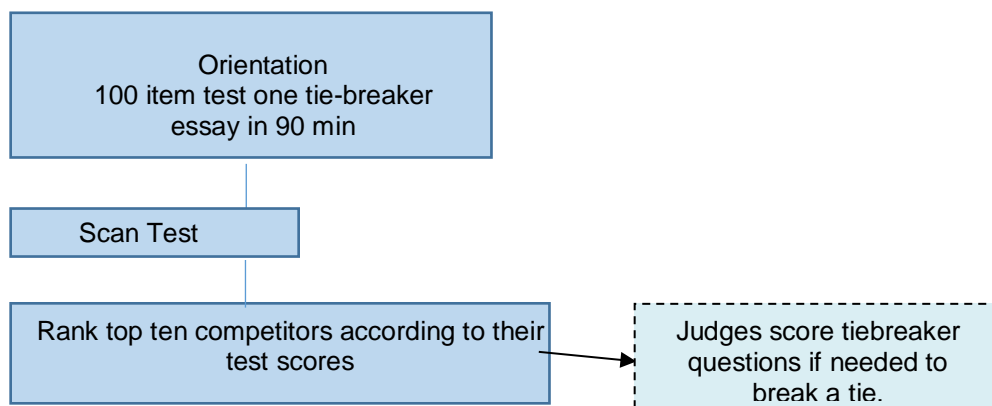 Orientation
100 item test one tie-breaker
essay in 90 min
Scan Test
Rank top ten competitors according to their
test scores
Judges score tiebreaker
questions if needed to
break a tie.